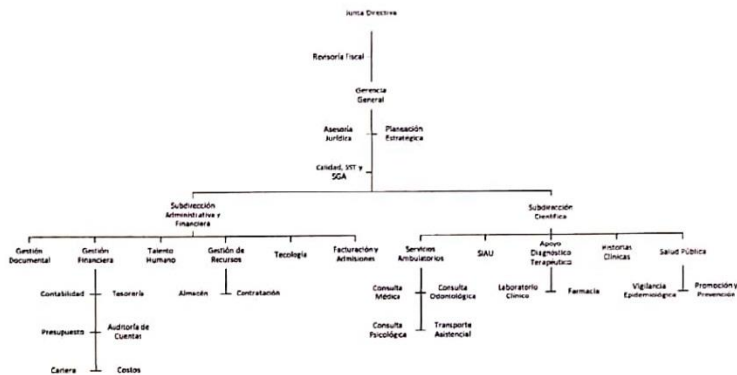 Junta Directiva
Revisoría Fiscal
Gerencia
General
Asesoría
Jurídica
Planeación
Estratégica
Calidad, SST y
SGA
Subdirección
Administrativa y
Financiera
Subdirección
Científica
Gestión
Documental
Gestión
Financiera
Talento
Humano
Gestión de
Recursos
Tecología
Facturación y
Admisiones
Servicios
Ambulatorios
SIAU
Apoyo
Diagnóstico
Terapéutico
Historias
Clínicas
Salud Pública
Contabilidad
Tesorería
Almacén
Contratación
Consulta
Médica
Consulta
Odontológica
Laboratorio
Clínico
Farmacia
Vigilancia
Epidemiológica
Promoción y
Prevención
Presupuesto
Auditoría de
Cuentas
Consulta
Psicológica
Transporte
Asistencial
Cartera
Costos